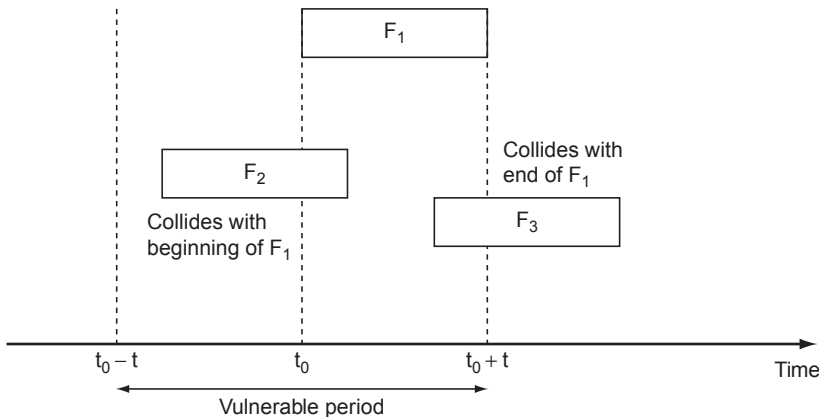 F₁
F₂
Collides with
beginning of F₁
Collides with
end of F₁
F₃
t₀ – t
t₀
t₀ + t
Time
Vulnerable period